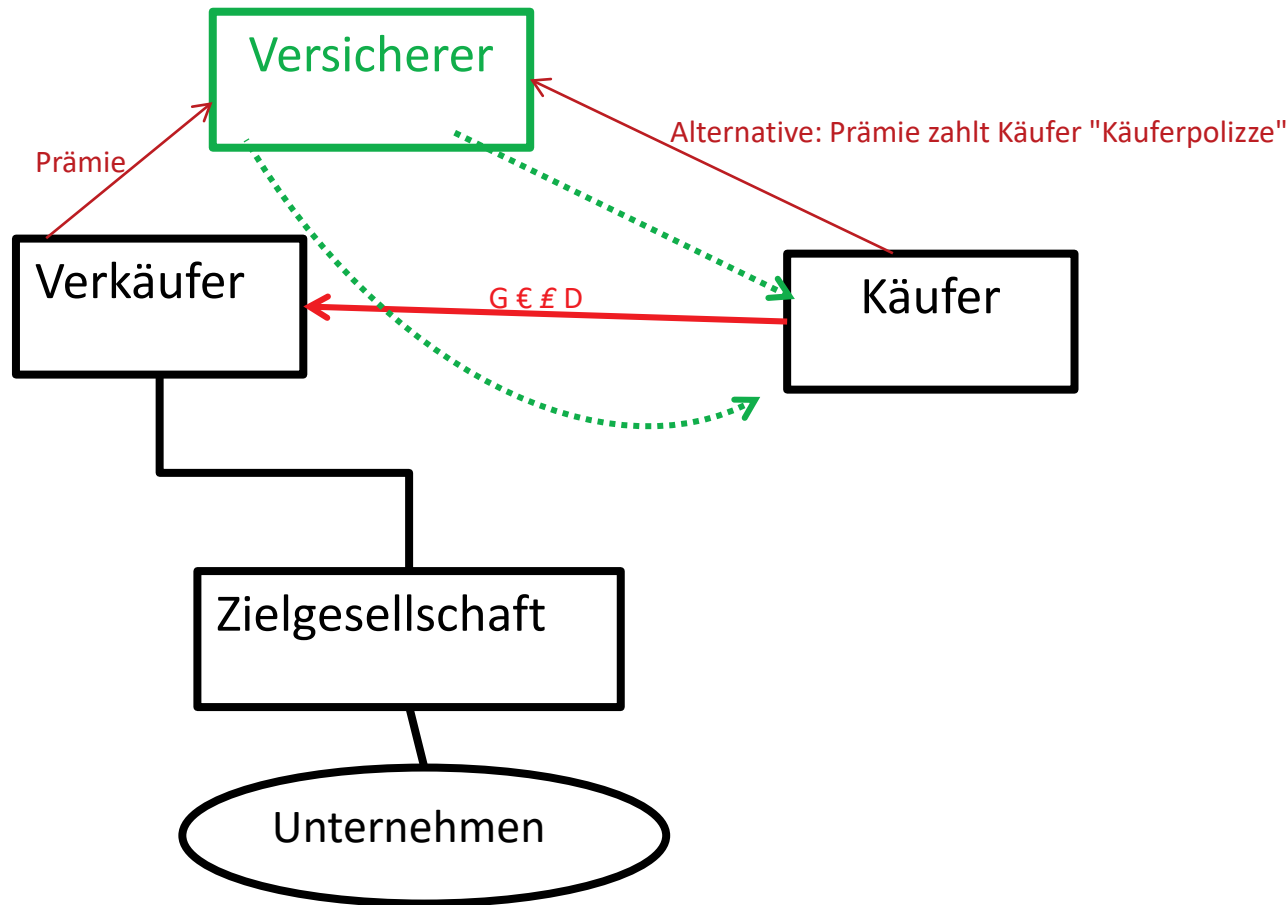 Versicherer
Alternative: Prämie zahlt Käufer "Käuferpolizze"
Prämie
Verkäufer
G € £ D
Käufer
Zielgesellschaft
Unternehmen